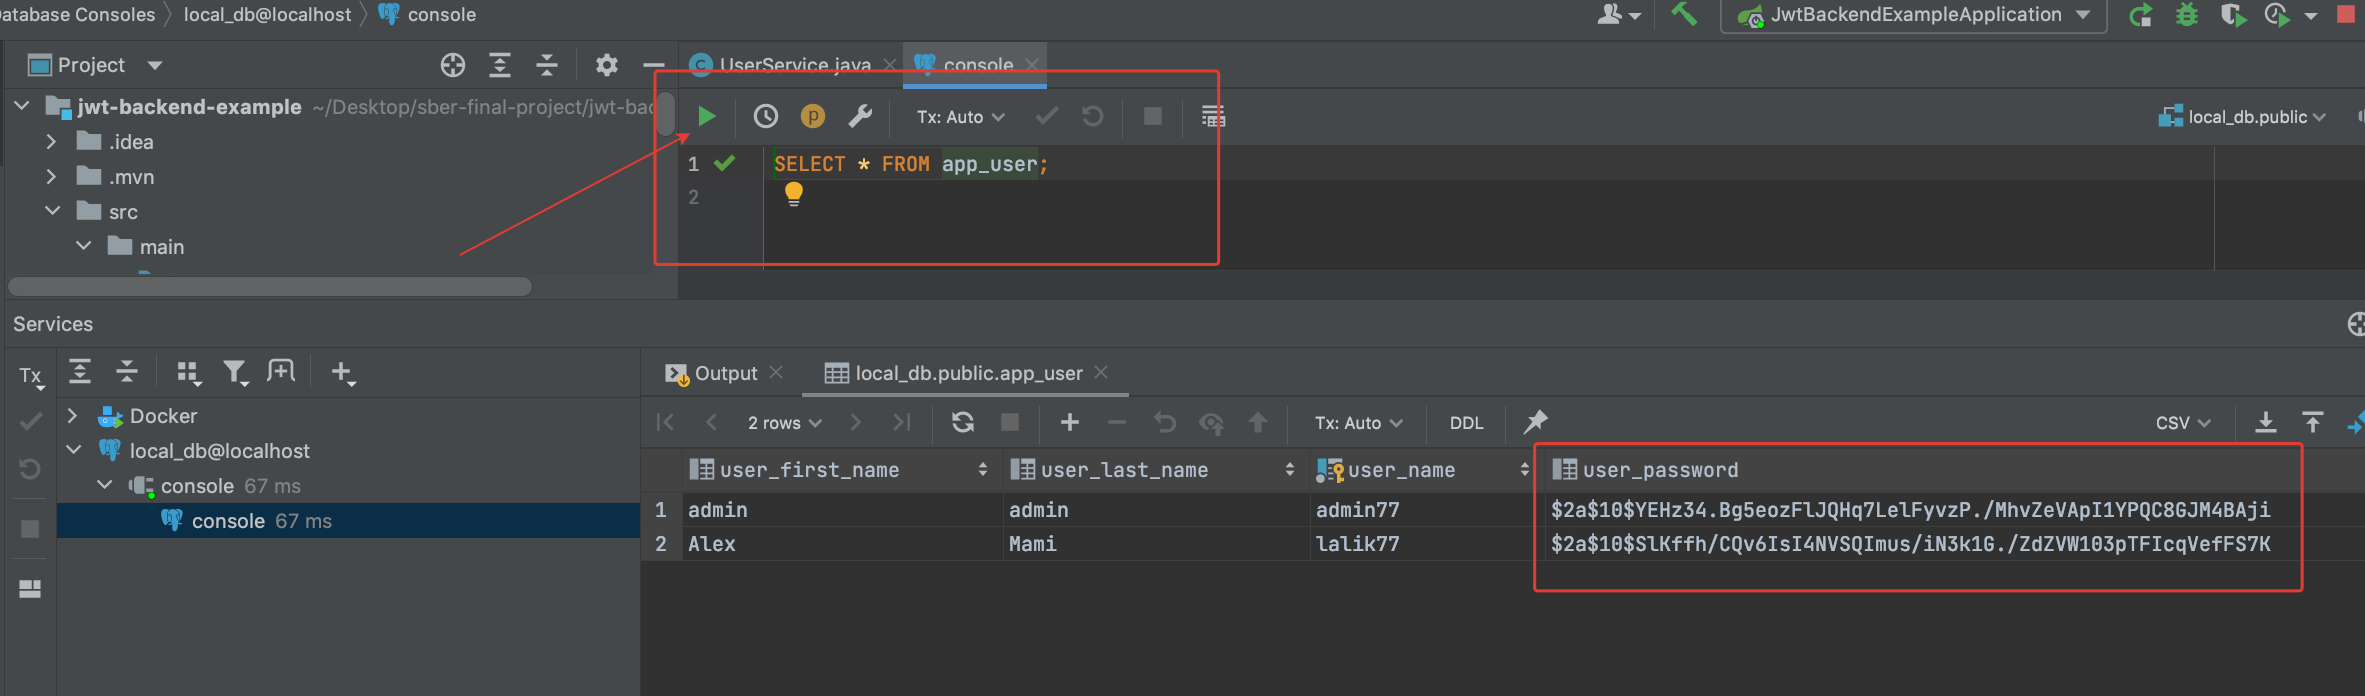 atabase Consoles local_db@localhost console
JwtBackendExampleApplication
Project
UserService.java console
jwt-backend-example ~/Desktop/sber-final-project/jwt-bac
Tx: Auto
local_db.public
.idea
.mvn
src
main
1 SELECT * FROM app_user;
2
Services
Tx
Output local_db.public.app_user
Docker
2 rows Tx: Auto DDL CSV
local_db@localhost
console 67 ms
console 67 ms
user_first_name user_last_name user_name user_password
1 admin admin admin77 $2a$10$YEHz34.Bg5eozFlJQHq7LelFyvzP./MhvZeVApI1YPQC8GJM4BAji
2 Alex Mami lalik77 $2a$10$SlKffh/CQv6IsI4NVSQImus/iN3k1G./ZdZVW103pTFIcqVefFS7K